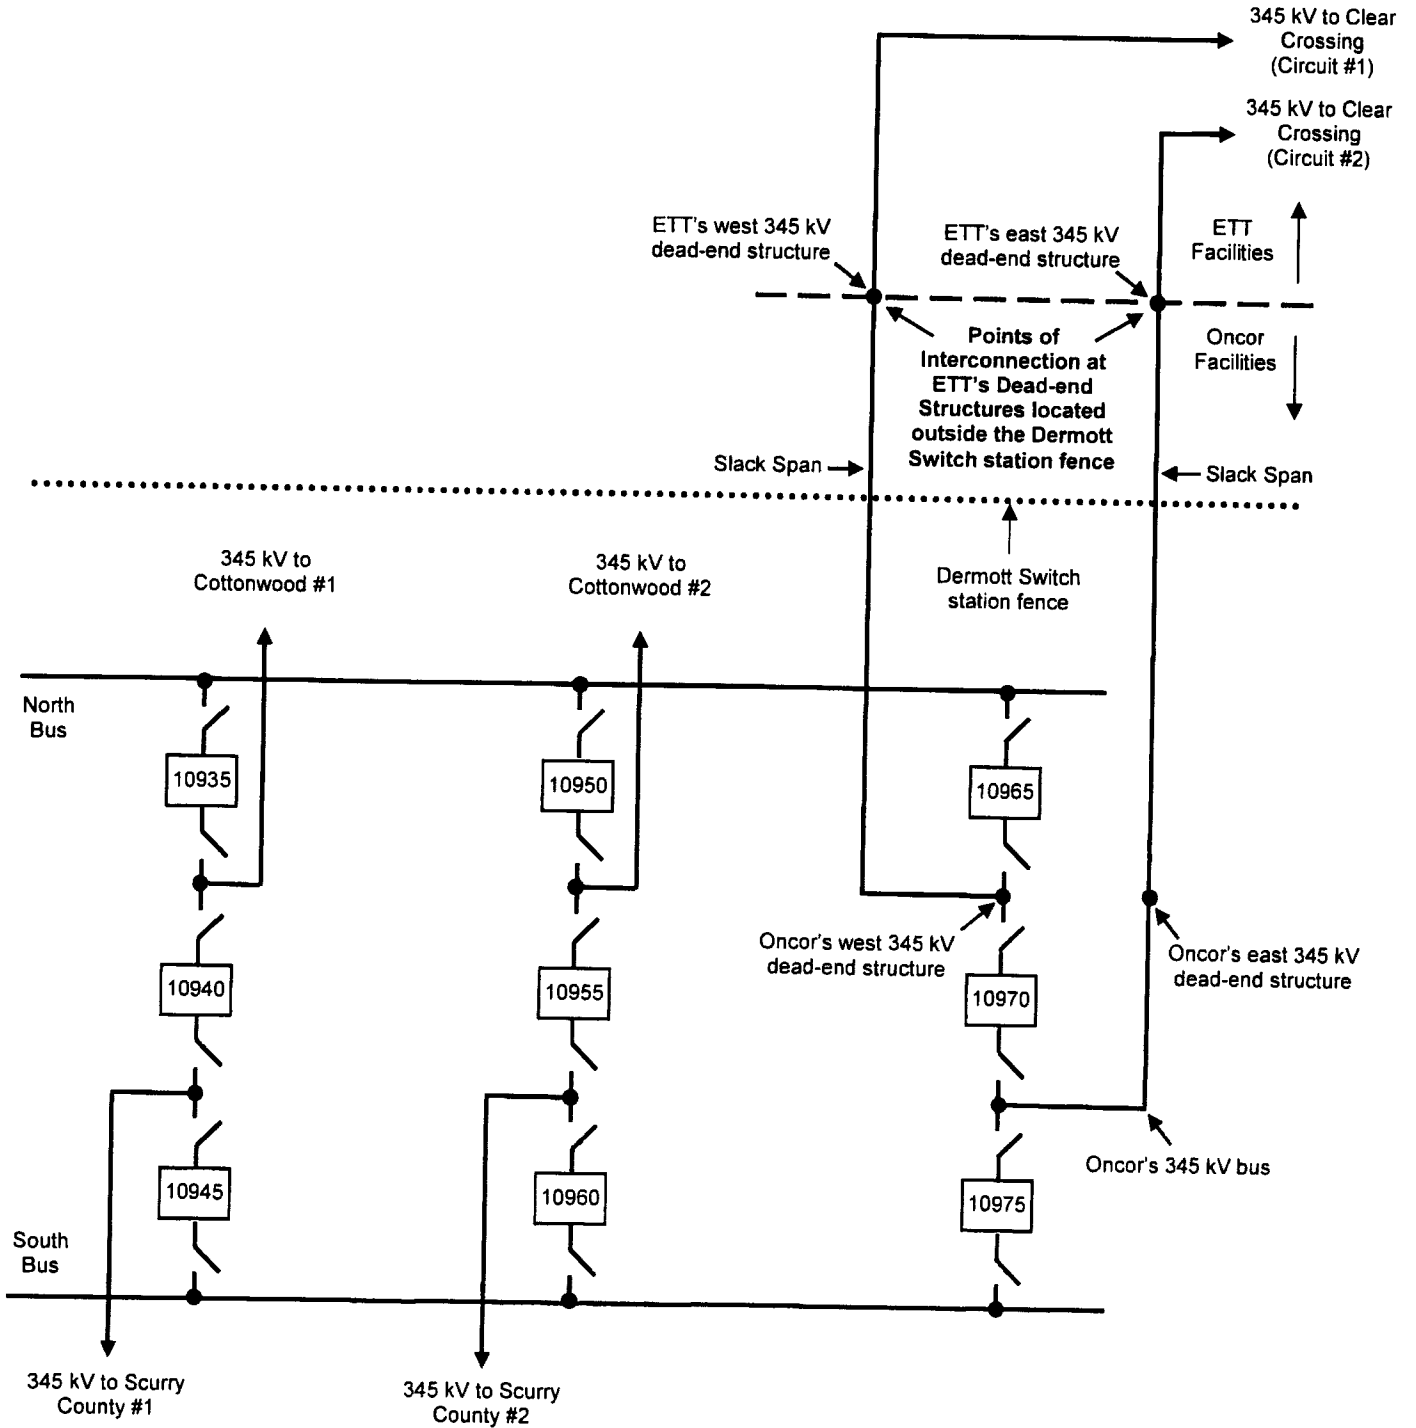 345 kV to Clear
Crossing
(Circuit #1)
345 kV to Clear
Crossing
(Circuit #2)
ETT's west 345 kV
dead-end structure
ETT's east 345 kV
dead-end structure
ETT
Facilities
Points of
Interconnection at
ETT's Dead-end
Structures located
outside the Dermott
Switch station fence
Oncor
Facilities
Slack Span
Slack Span
345 kV to
Cottonwood #1
345 kV to
Cottonwood #2
Dermott Switch
station fence
North
Bus
10935
10950
10965
Oncor's west 345 kV
dead-end structure
Oncor's east 345 kV
dead-end structure
10940
10955
10970
Oncor's 345 kV bus
10945
10960
10975
South
Bus
345 kV to Scurry
County #1
345 kV to Scurry
County #2